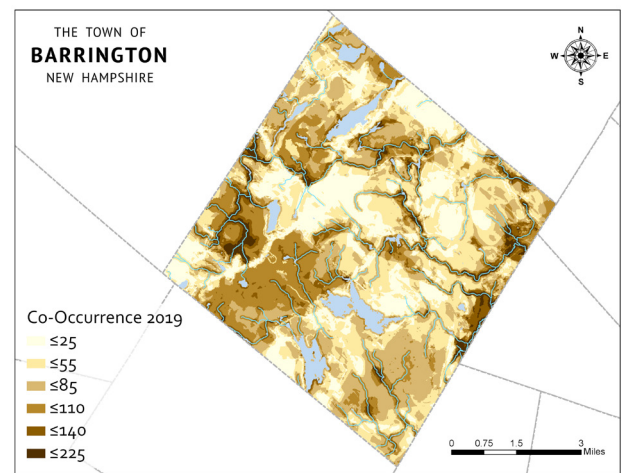 THE TOWN OF
BARRINGTON
NEW HAMPSHIRE
N
W E
S
Co-Occurrence 2019
≤25
≤55
≤85
≤110
≤140
≤225
0 0.75 1.5 3
Miles